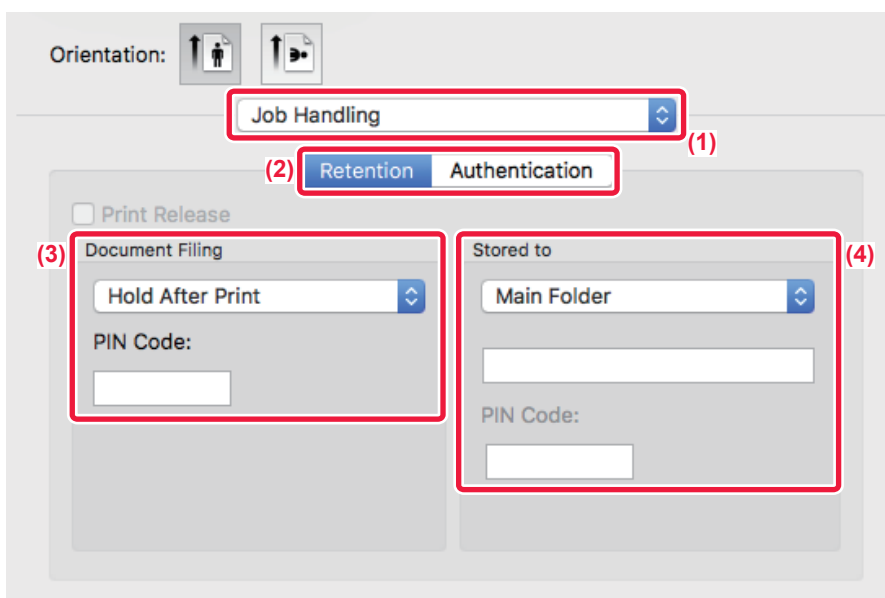 Orientation:
Job Handling
(1)
(2) Retention Authentication
Print Release
(3) Document Filing
Hold After Print
PIN Code:
Stored to (4)
Main Folder
PIN Code: